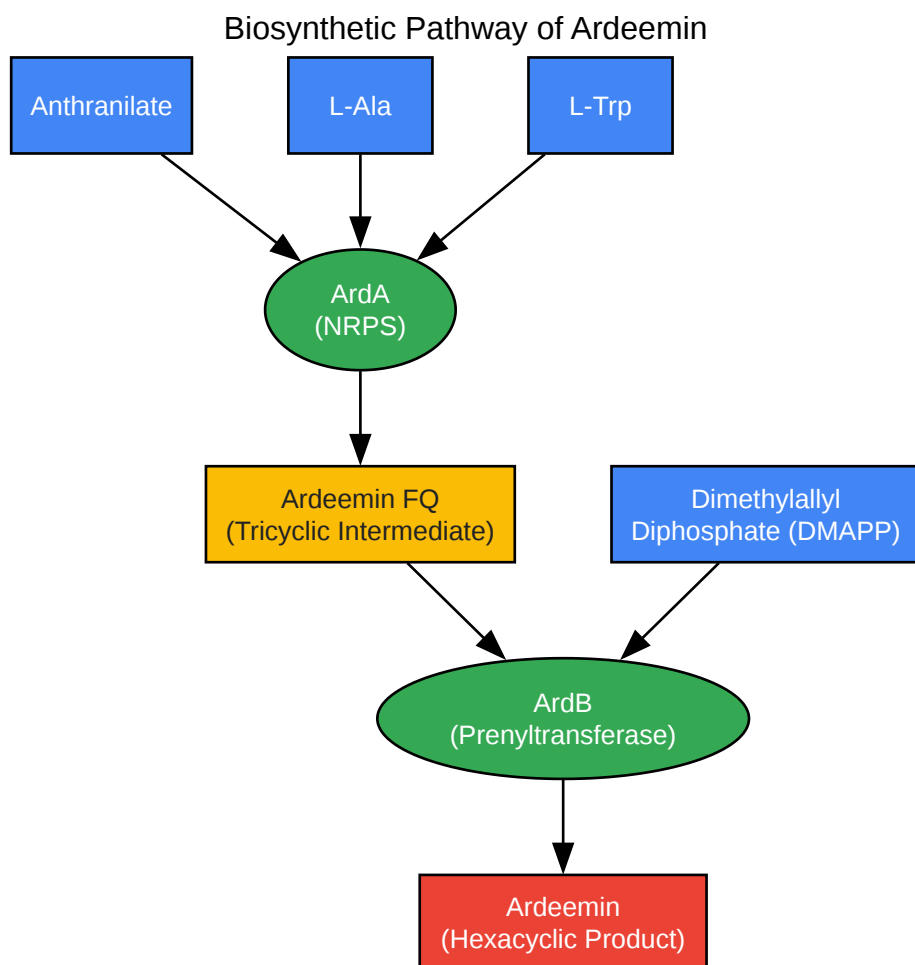 Biosynthetic Pathway of Ardeemin
Anthranilate
L-Ala
L-Trp
ArdA
(NRPS)
Ardeemin FQ
(Tricyclic Intermediate)
Dimethylallyl
Diphosphate (DMAPP)
ArdB
(Prenyltransferase)
Ardeemin
(Hexacyclic Product)